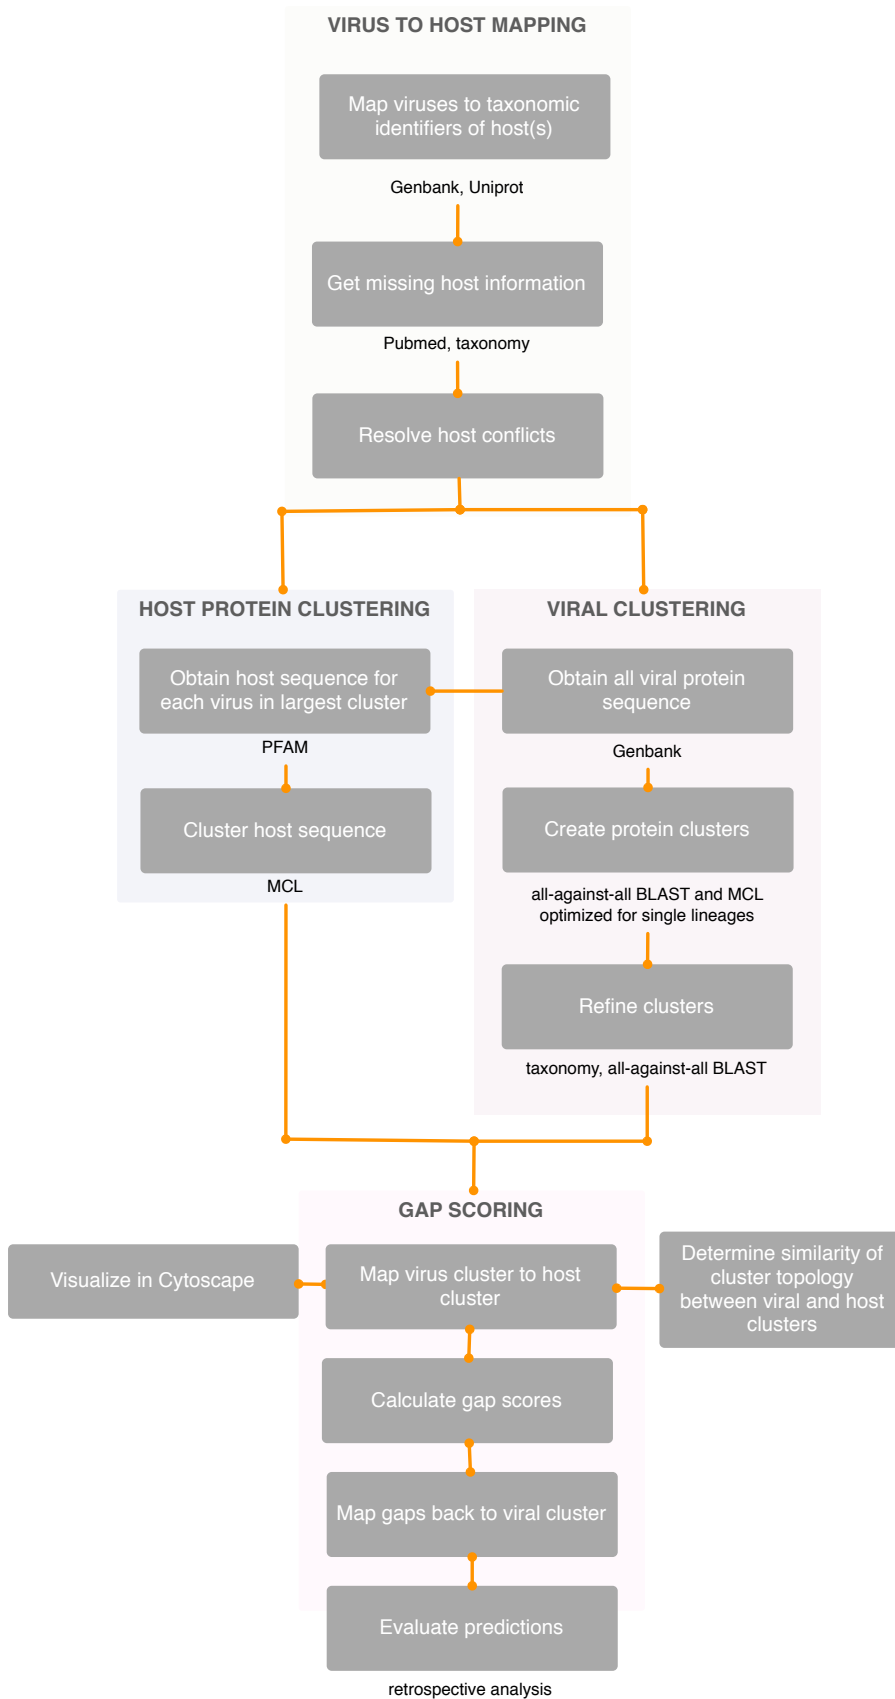 VIRUS TO HOST MAPPING
Map viruses to taxonomic
identifiers of host(s)
Genbank, Uniprot
Get missing host information
Pubmed, taxonomy
Resolve host conflicts
HOST PROTEIN CLUSTERING
Obtain host sequence for
each virus in largest cluster
PFAM
Cluster host sequence
MCL
VIRAL CLUSTERING
Obtain all viral protein
sequence
Genbank
Create protein clusters
all-against-all BLAST and MCL
optimized for single lineages
Refine clusters
taxonomy, all-against-all BLAST
GAP SCORING
Visualize in Cytoscape
Map virus cluster to host
cluster
Determine similarity of
cluster topology
between viral and host
clusters
Calculate gap scores
Map gaps back to viral cluster
Evaluate predictions
retrospective analysis